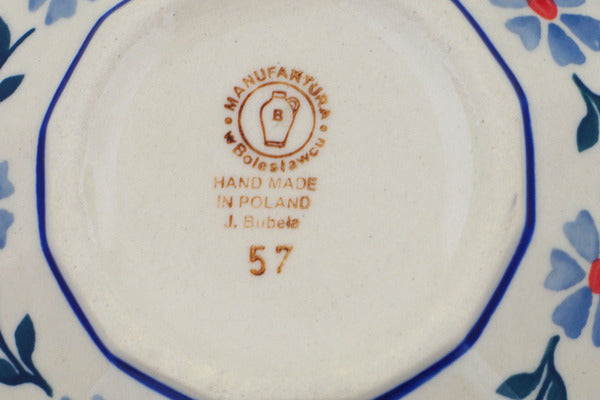 MANUFAKTURA
w Bolesławcu
B
HAND MADE
IN POLAND
J. Bubela
57